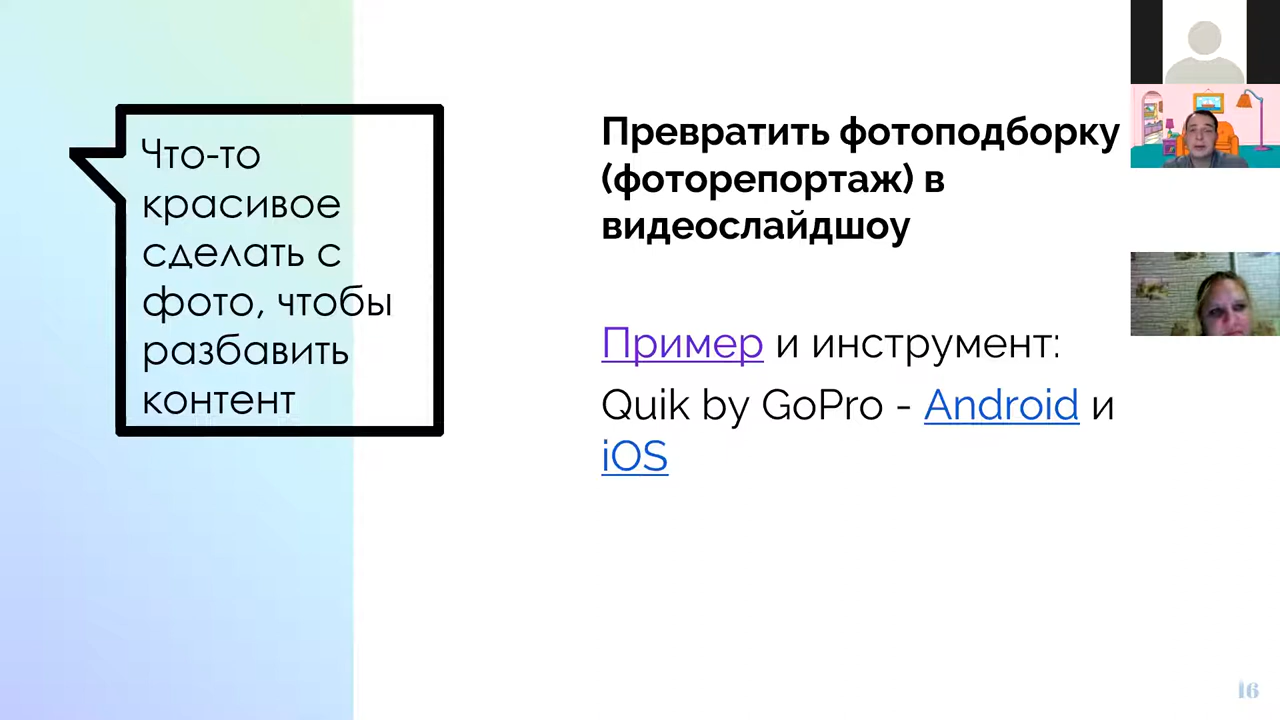 Что-то
красивое
сделать с
фото, чтобы
разбавить
контент
Превратить фотоподборку
(фоторепортаж) в
видеослайдшоу
Пример и инструмент:
Quik by GoPro - Android и
iOS
16